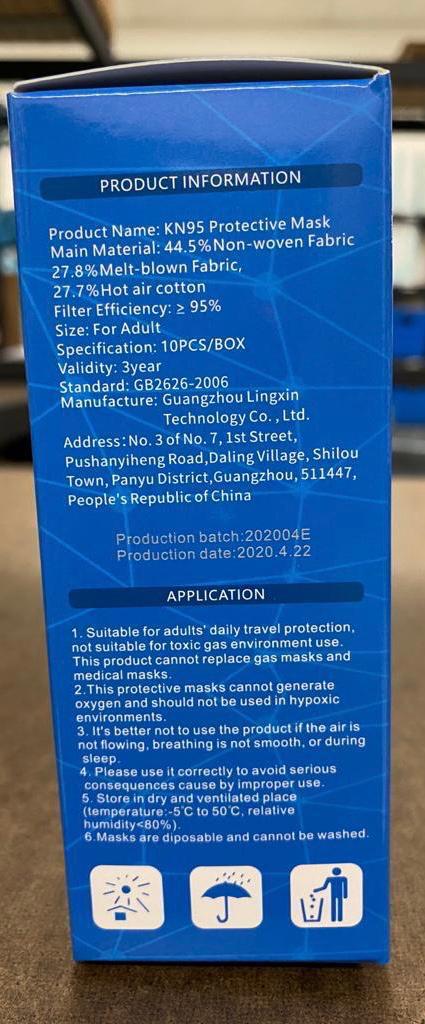 PRODUCT INFORMATION
Product Name: KN95 Protective Mask
Main Material: 44.5%Non-woven Fabric
27.8%Melt-blown Fabric,
27.7%Hot air cotton
Filter Efficiency: ≥ 95%
Size: For Adult
Specification: 10PCS/BOX
Validity: 3year
Standard: GB2626-2006
Manufacture: Guangzhou Lingxin
Technology Co., Ltd.
Address:No. 3 of No. 7, 1st Street,
Pushanyiheng Road,Daling Village, Shilou
Town, Panyu District,Guangzhou, 511447,
People's Republic of China
Production batch:202004E
Production date:2020.4.22
APPLICATION
1. Suitable for adults' daily travel protection,
not suitable for toxic gas environment use.
This product cannot replace gas masks and
medical masks.
2.This protective masks cannot generate
oxygen and should not be used in hypoxic
environments.
3. It's better not to use the product if the air is
not flowing, breathing is not smooth, or during
sleep.
4. Please use it correctly to avoid serious
consequences cause by improper use.
5. Store in dry and ventilated place
(temperature:-5℃ to 50℃, relative
humidity<80%).
6.Masks are diposable and cannot be washed.